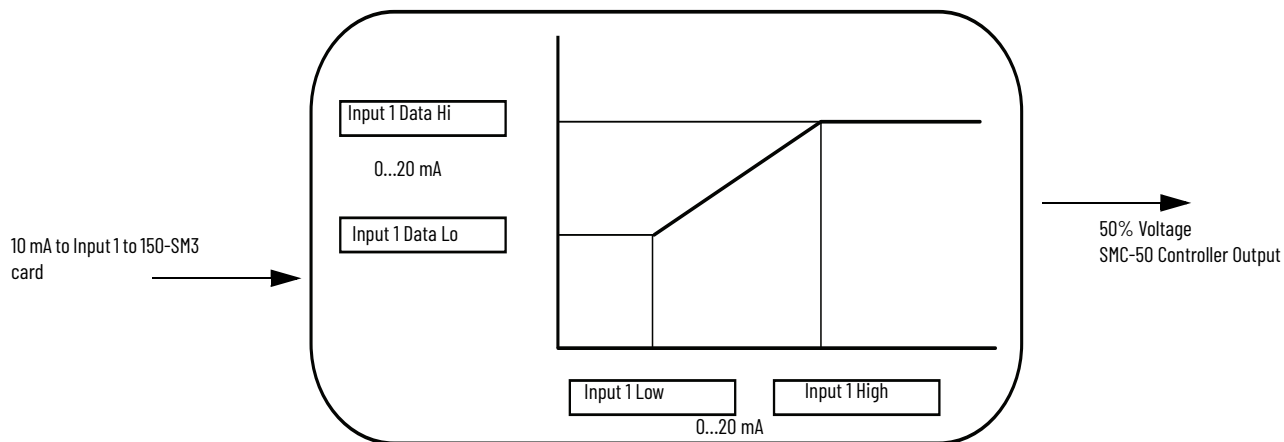 Input 1 Data Hi
0...20 mA
Input 1 Data Lo
10 mA to Input 1 to 150-SM3
card
50% Voltage
SMC-50 Controller Output
Input 1 Low
Input 1 High
0...20 mA